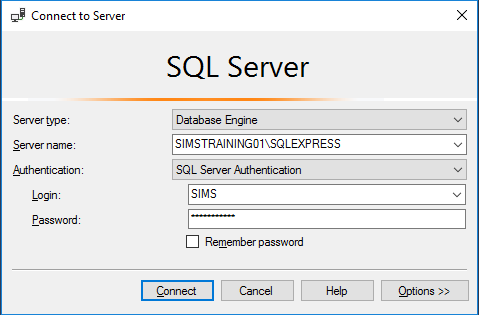 Connect to Server
SQL Server
Server type: Database Engine
Server name: SIMSTRAINING01\SQLEXPRESS
Authentication: SQL Server Authentication
Login: SIMS
Password: ***********
Remember password
Connect Cancel Help Options >>